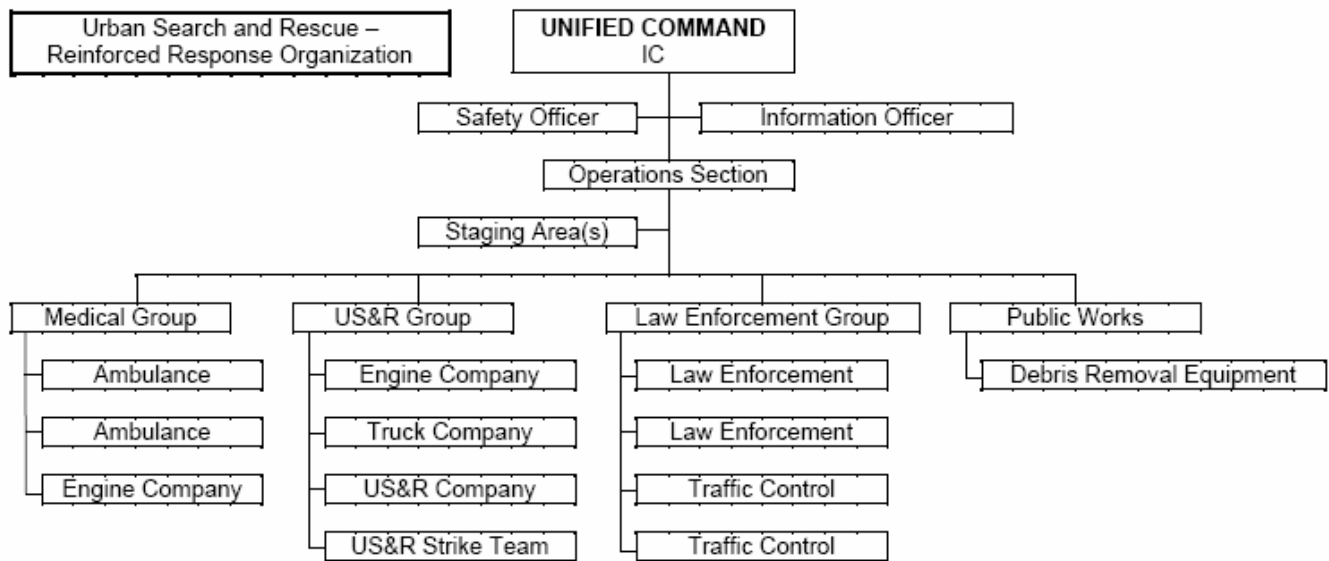 Urban Search and Rescue –
Reinforced Response Organization
UNIFIED COMMAND
IC
Safety Officer
Information Officer
Operations Section
Staging Area(s)
Medical Group
US&R Group
Law Enforcement Group
Public Works
Ambulance
Engine Company
Law Enforcement
Debris Removal Equipment
Ambulance
Truck Company
Law Enforcement
Engine Company
US&R Company
Traffic Control
US&R Strike Team
Traffic Control